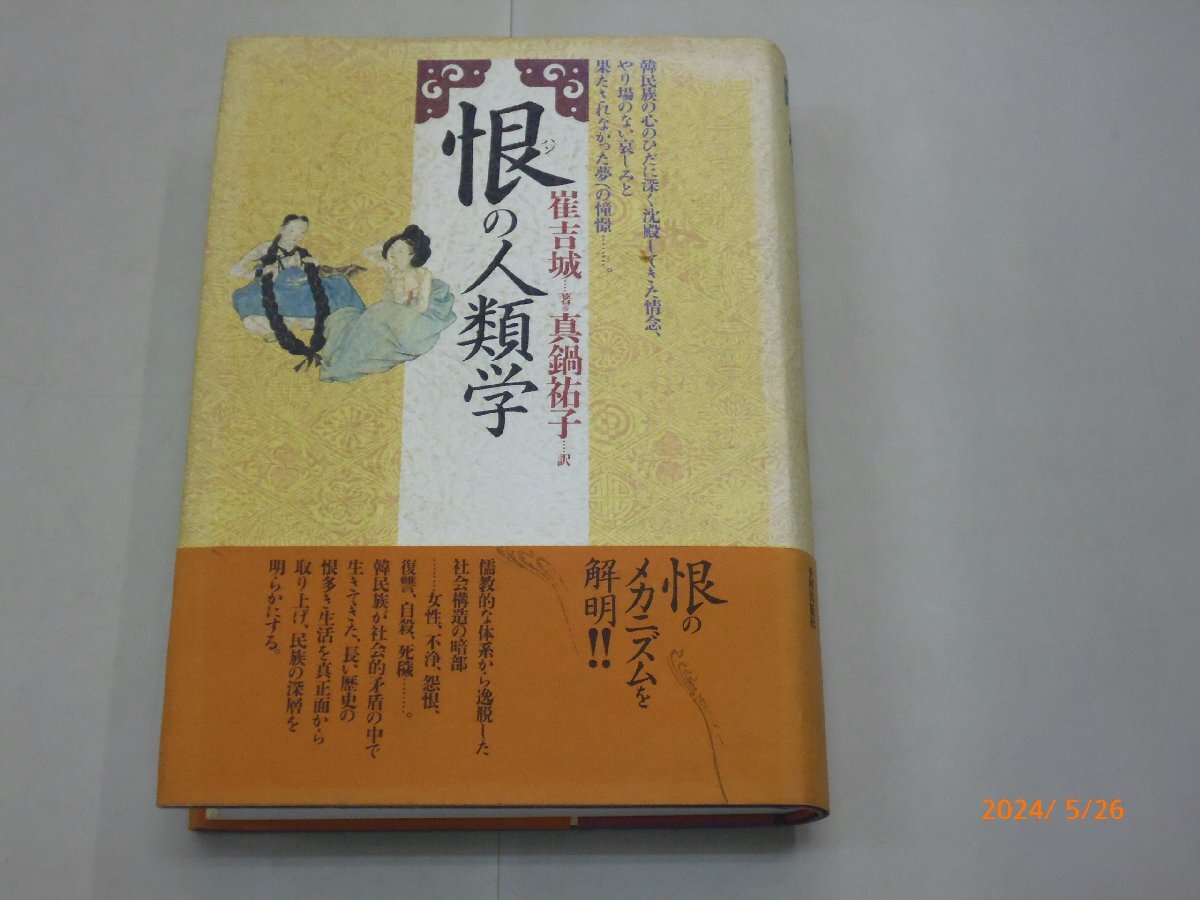 韓民族の心のひだに深く沈殿してきた情念、
やり場のない哀しみと
果たされなかった夢への憧憬………。
恨の人類学
ハン
崔吉城……著 真鍋祐子……訳
恨の
メカニズムを
解明!!
儒教的な体系から逸脱した
社会構造の暗部
………女性、不浄、怨恨、
復讐、自殺、死穢………。
韓民族が社会的矛盾の中で
生きてきた、長い歴史の
恨多き生活を真正面から
取り上げ、民族の深層を
明らかにする。
2024/ 5/26